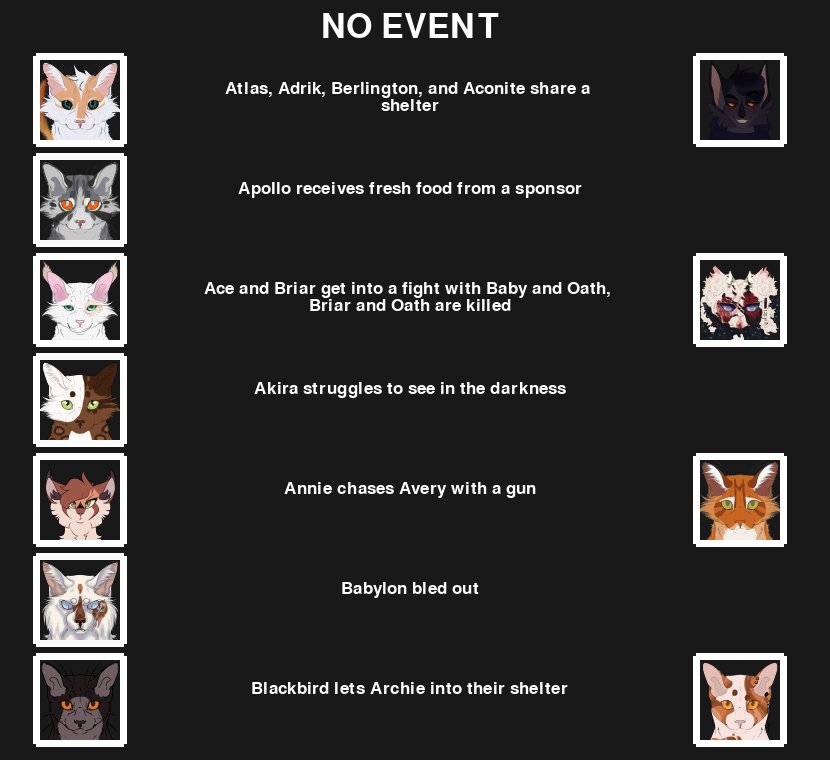 NO EVENT
Atlas, Adrik, Berlington, and Aconite share a
shelter
Apollo receives fresh food from a sponsor
Ace and Briar get into a fight with Baby and Oath,
Briar and Oath are killed
Akira struggles to see in the darkness
Annie chases Avery with a gun
Babylon bled out
Blackbird lets Archie into their shelter